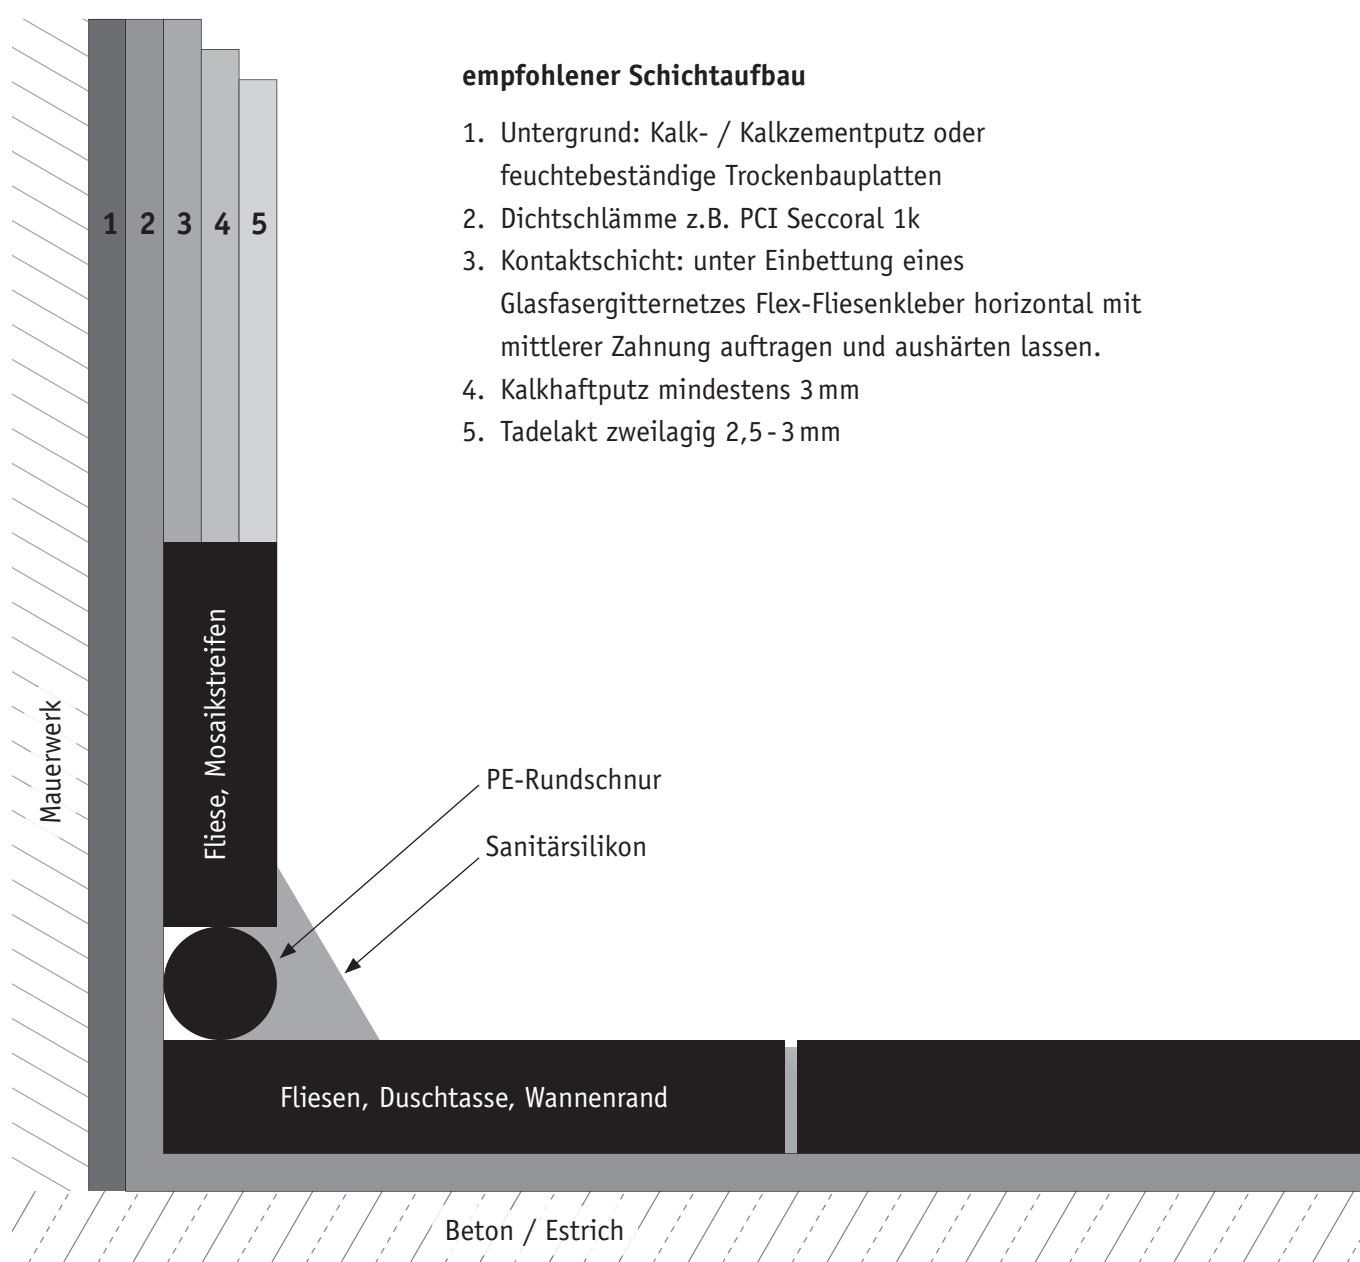 empfohlener Schichtaufbau
1. Untergrund: Kalk- / Kalkzementputz oder
feuchtebeständige Trockenbauplatten
2. Dichtschlämme z.B. PCI Seccoral 1k
3. Kontaktschicht: unter Einbettung eines
Glasfasergitternetzes Flex-Fliesenkleber horizontal mit
mittlerer Zahnung auftragen und aushärten lassen.
4. Kalkhaftputz mindestens 3 mm
5. Tadelakt zweilagig 2,5 - 3 mm
1 2 3 4 5
Mauerwerk
Fliese, Mosaikstreifen
PE-Rundschnur
Sanitärsilikon
Fliesen, Duschtasse, Wannenrand
Beton / Estrich